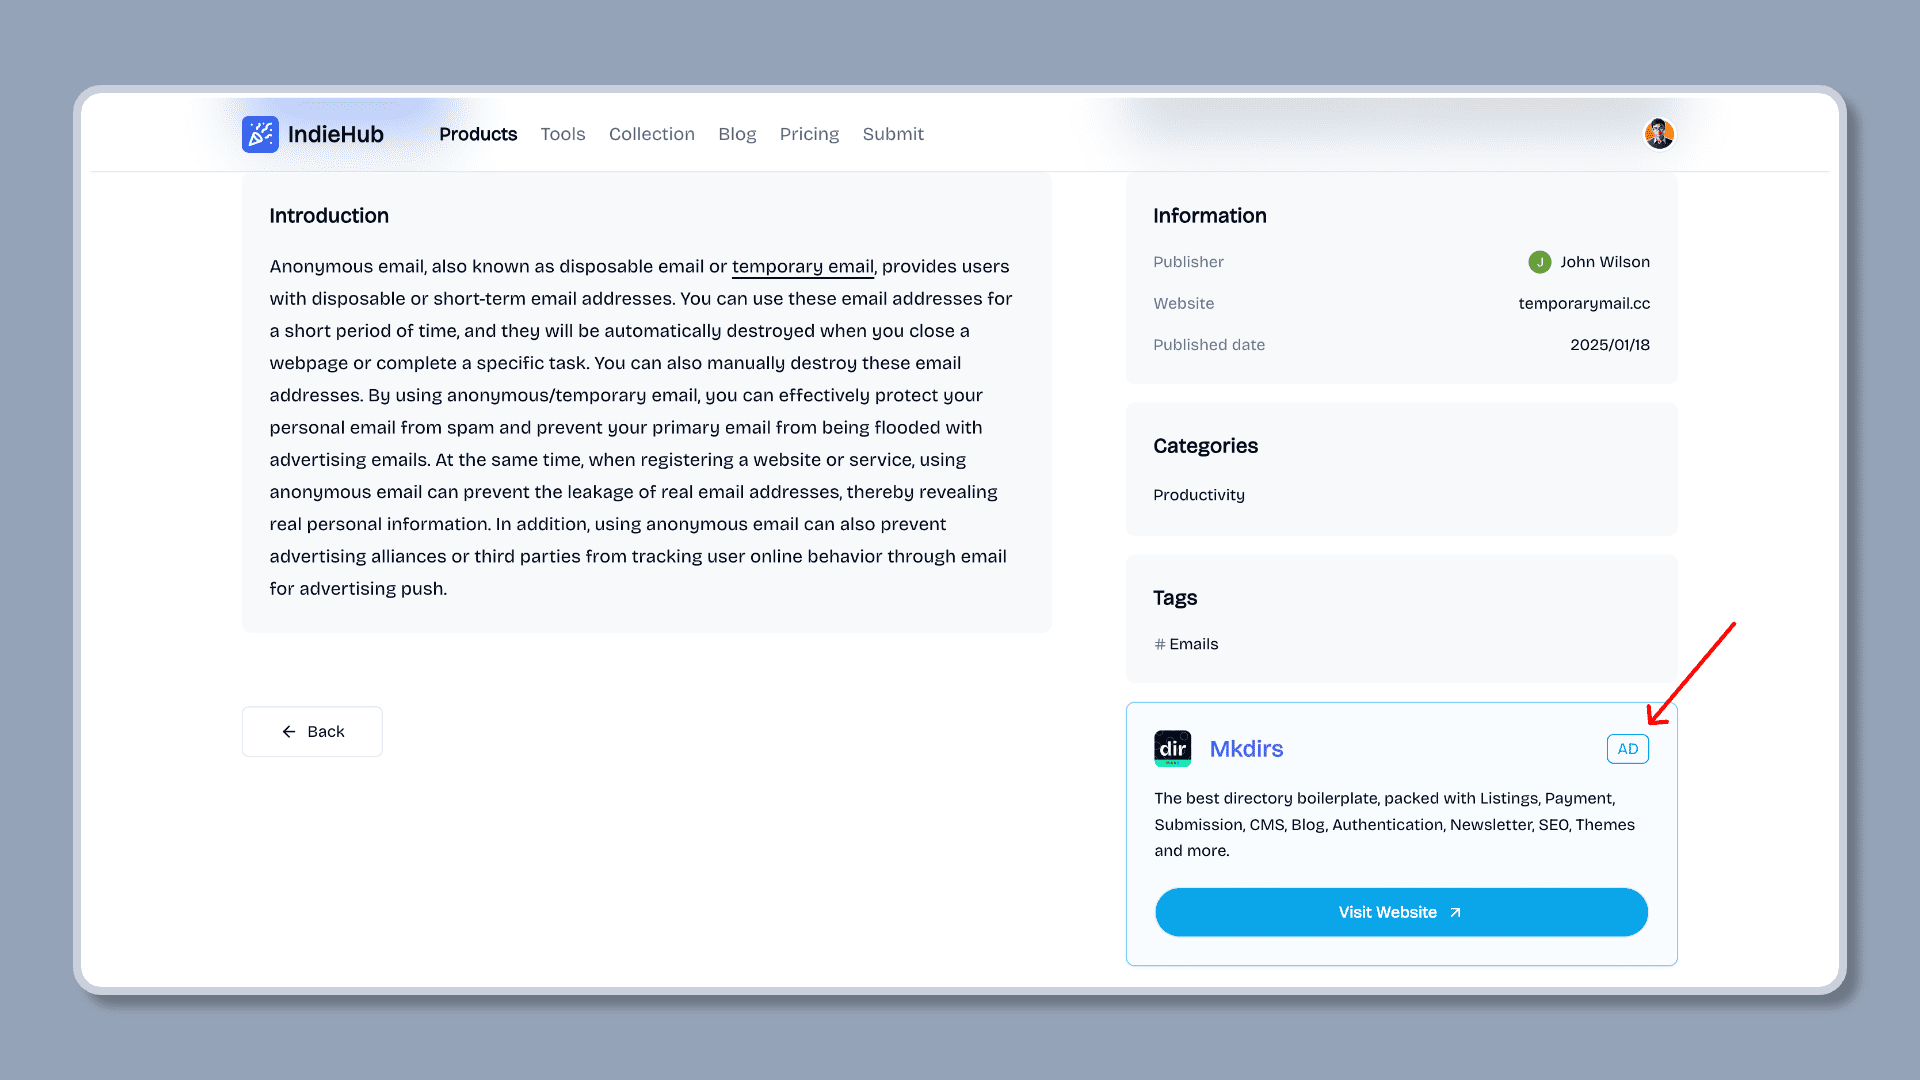 IndieHub
Products Tools Collection Blog Pricing Submit
Introduction
Anonymous email, also known as disposable email or temporary email, provides users
with disposable or short-term email addresses. You can use these email addresses for
a short period of time, and they will be automatically destroyed when you close a
webpage or complete a specific task. You can also manually destroy these email
addresses. By using anonymous/temporary email, you can effectively protect your
personal email from spam and prevent your primary email from being flooded with
advertising emails. At the same time, when registering a website or service, using
anonymous email can prevent the leakage of real email addresses, thereby revealing
real personal information. In addition, using anonymous email can also prevent
advertising alliances or third parties from tracking user online behavior through email
for advertising push.
← Back
Information
Publisher J John Wilson
Website temporarymail.cc
Published date 2025/01/18
Categories
Productivity
Tags
# Emails
dir Mkdirs AD
The best directory boilerplate, packed with Listings, Payment,
Submission, CMS, Blog, Authentication, Newsletter, SEO, Themes
and more.
Visit Website ↗